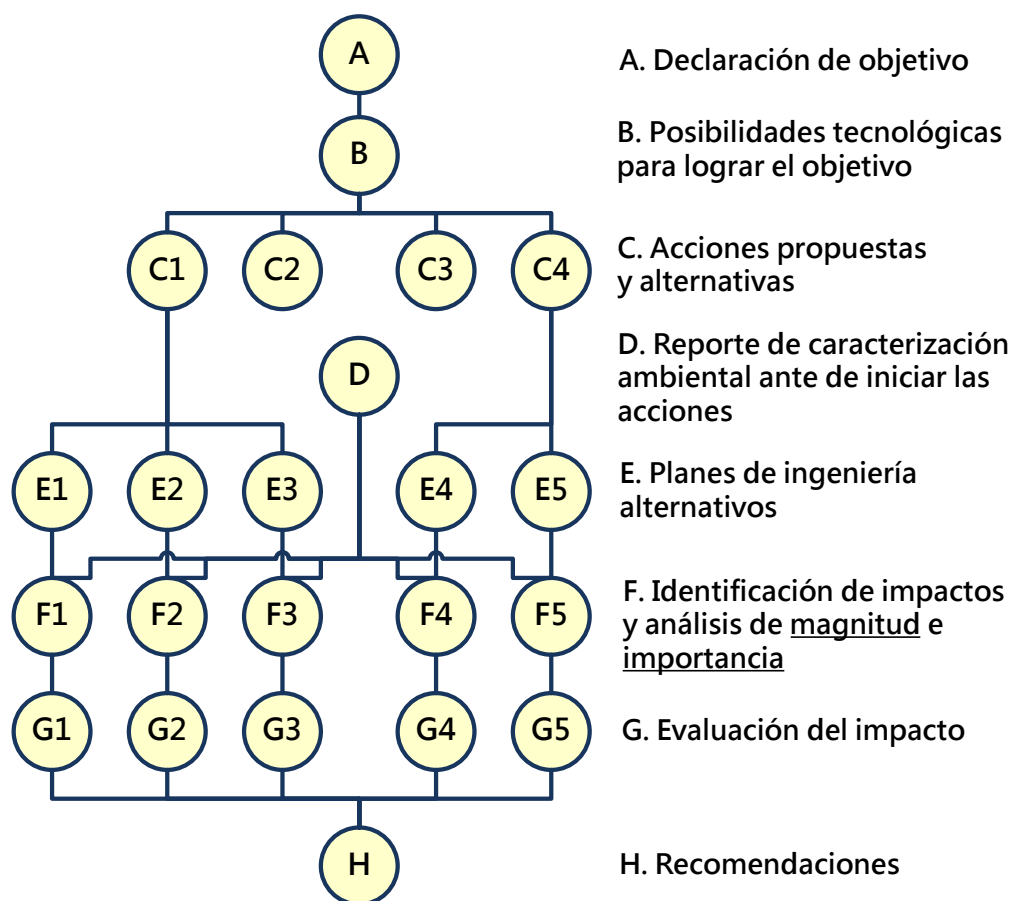 A
A. Declaración de objetivo
B
B. Posibilidades tecnológicas
para lograr el objetivo
C1 C2 C3 C4
C. Acciones propuestas
y alternativas
D
D. Reporte de caracterización
ambiental ante de iniciar las
acciones
E1 E2 E3 E4 E5
E. Planes de ingeniería
alternativos
F1 F2 F3 F4 F5
F. Identificación de impactos
y análisis de magnitud e
importancia
G1 G2 G3 G4 G5
G. Evaluación del impacto
H
H. Recomendaciones